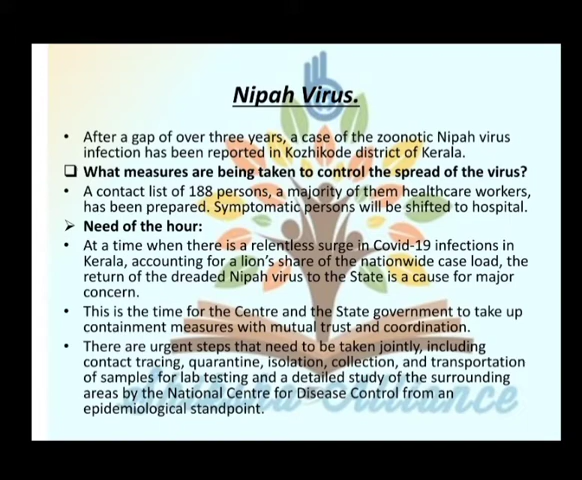 Nipah Virus.
• After a gap of over three years, a case of the zoonotic Nipah virus
infection has been reported in Kozhikode district of Kerala.
❑ What measures are being taken to control the spread of the virus?
• A contact list of 188 persons, a majority of them healthcare workers,
has been prepared. Symptomatic persons will be shifted to hospital.
➢ Need of the hour:
• At a time when there is a relentless surge in Covid-19 infections in
Kerala, accounting for a lion's share of the nationwide case load, the
return of the dreaded Nipah virus to the State is a cause for major
concern.
• This is the time for the Centre and the State government to take up
containment measures with mutual trust and coordination.
• There are urgent steps that need to be taken jointly, including
contact tracing, quarantine, isolation, collection, and transportation
of samples for lab testing and a detailed study of the surrounding
areas by the National Centre for Disease Control from an
epidemiological standpoint.